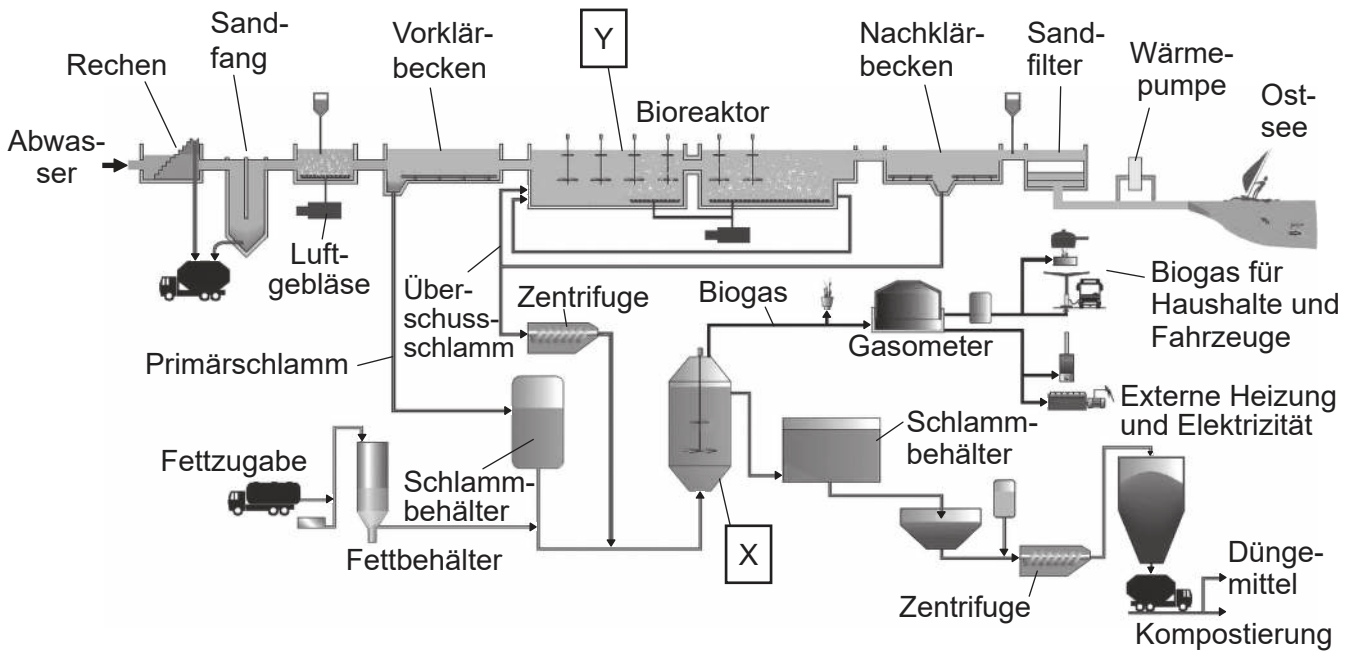 Abwas-
ser
Rechen
Sand-
fang
Luft-
gebläse
Vorklär-
becken
Y
Bioreaktor
Nachklär-
becken
Sand-
filter
Wärme-
pumpe
Ost-
see
Über-
schuss-
schlamm
Primärschlamm
Zentrifuge
Biogas
Gasometer
Biogas für
Haushalte und
Fahrzeuge
Externe Heizung
und Elektrizität
Fettzugabe
Fettbehälter
Schlamm-
behälter
X
Schlamm-
behälter
Zentrifuge
Dünge-
mittel
Kompostierung